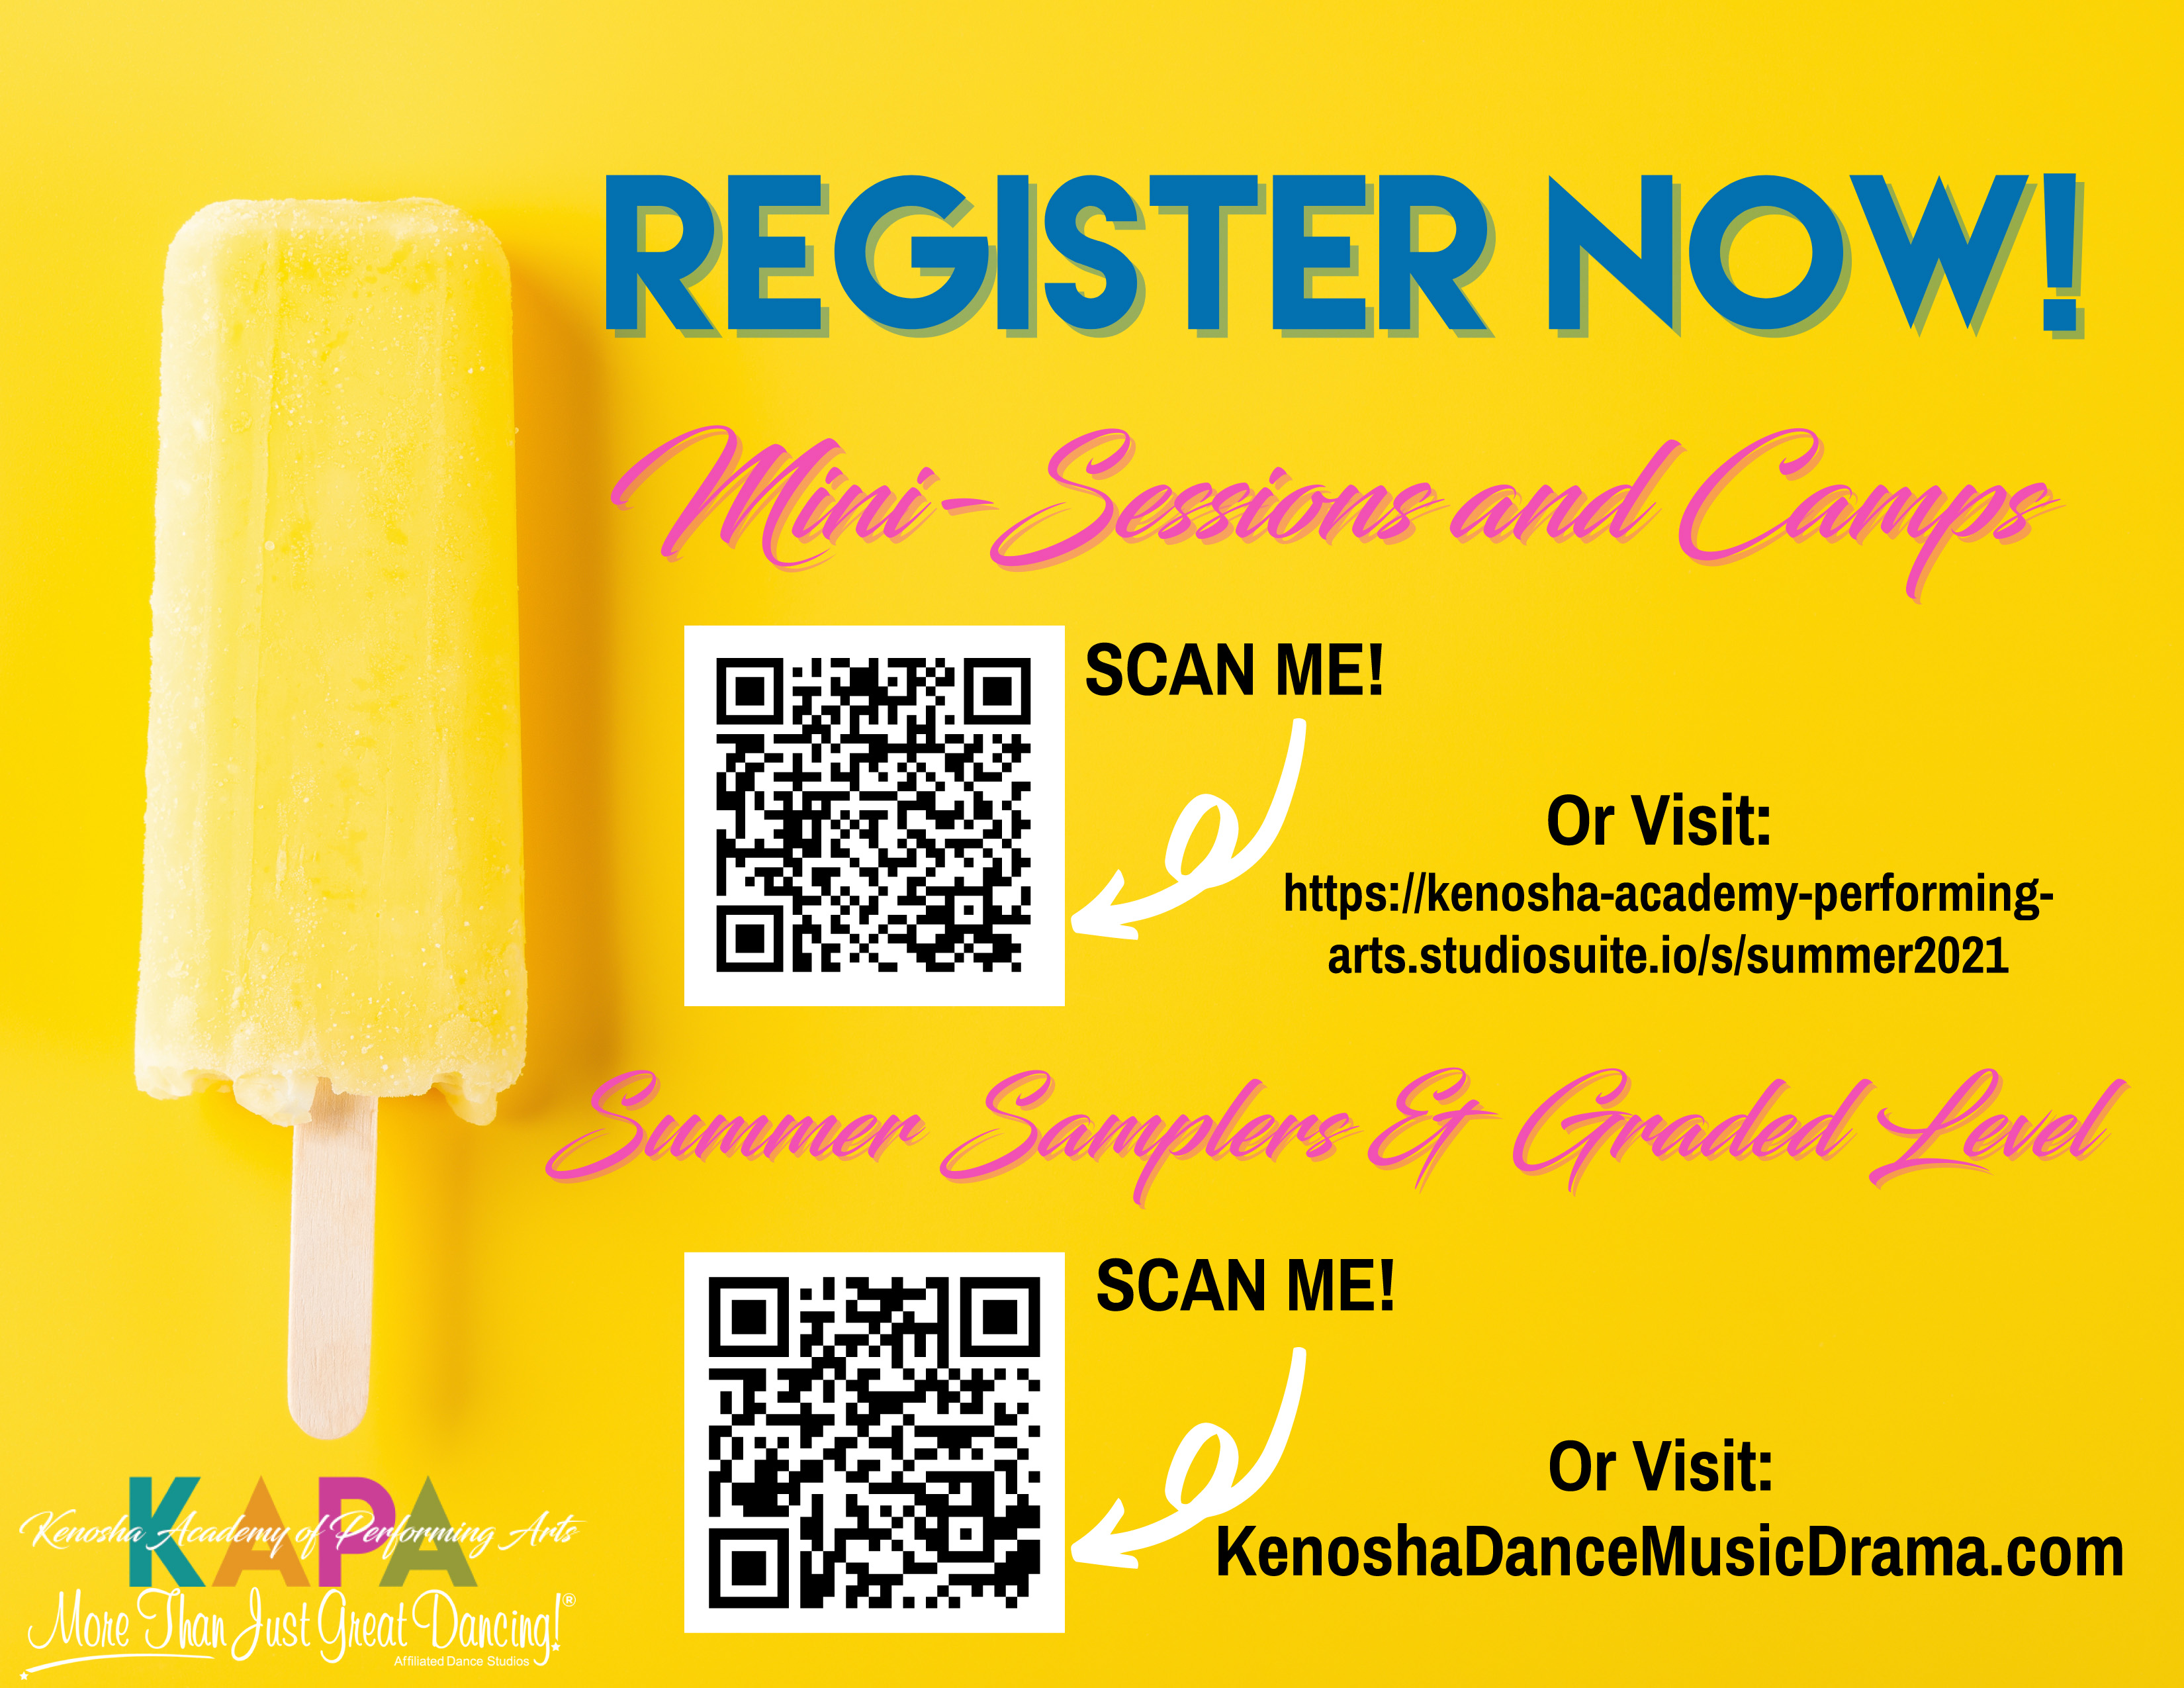 REGISTER NOW!
Mini-Sessions and Camps
SCAN ME!
Or Visit:
https://kenosha-academy-performing-
arts.studiosuite.io/s/summer2021
Summer Samplers & Graded Level
SCAN ME!
Or Visit:
KenoshaDanceMusicDrama.com
KAPA
Kenosha Academy of Performing Arts
More Than Just Great Dancing!®
Affiliated Dance Studios